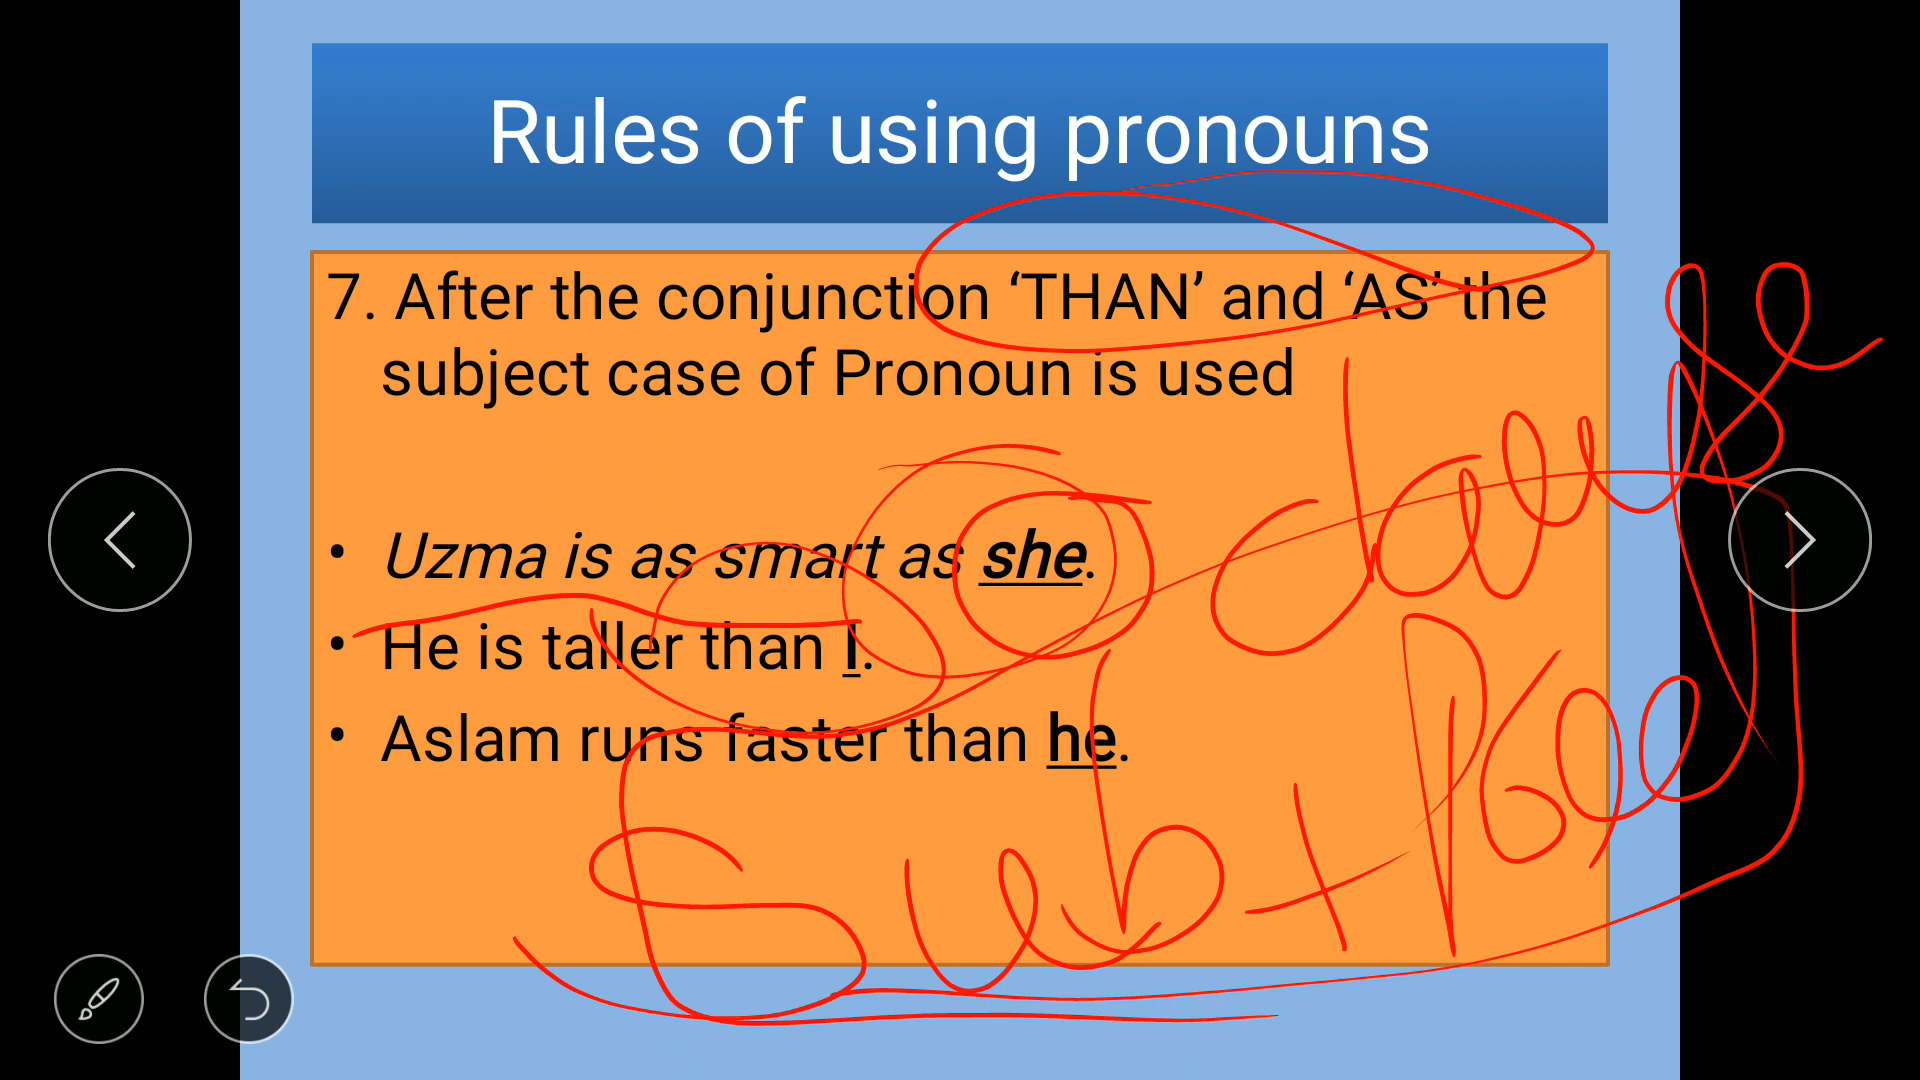 Rules of using pronouns
7. After the conjunction ‘THAN’ and ‘AS’ the
subject case of Pronoun is used
• Uzma is as smart as she.
• He is taller than I.
• Aslam runs faster than he.
clause
Sub +